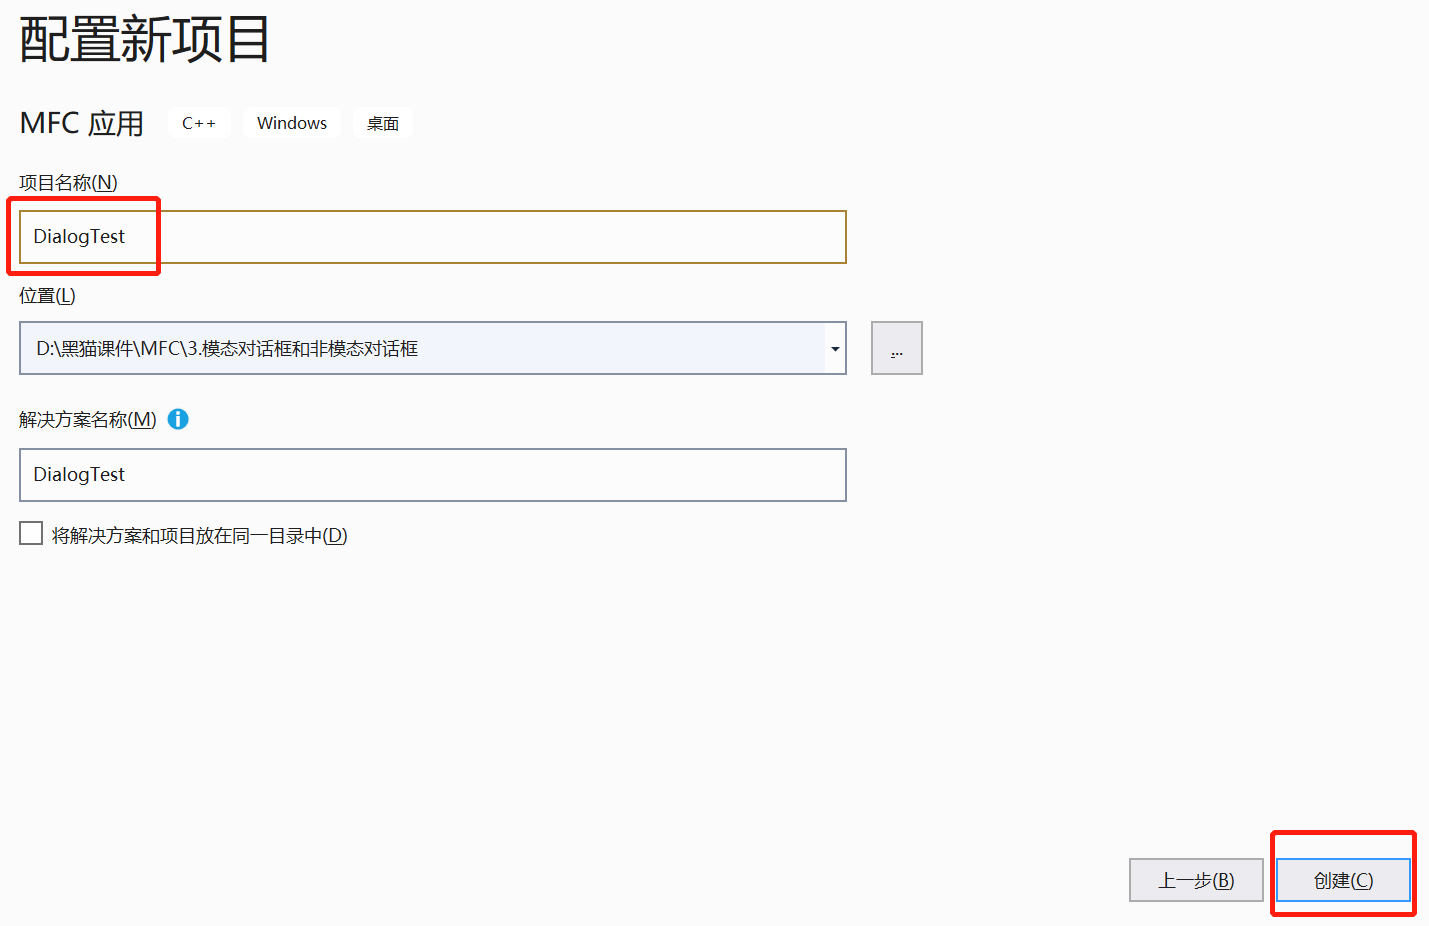 配置新项目
MFC 应用 C++ Windows 桌面
项目名称(N)
DialogTest
位置(L)
D:\黑猫课件\MFC\3.模态对话框和非模态对话框
...
解决方案名称(M)
DialogTest
将解决方案和项目放在同一目录中(D)
上一步(B) 创建(C)